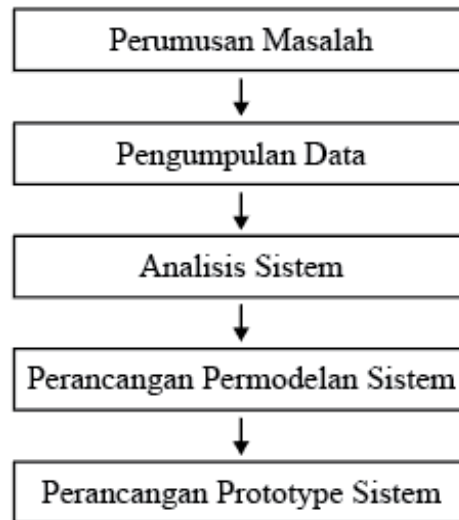 Perumusan Masalah
Pengumpulan Data
Analisis Sistem
Perancangan Permodelan Sistem
Perancangan Prototype Sistem